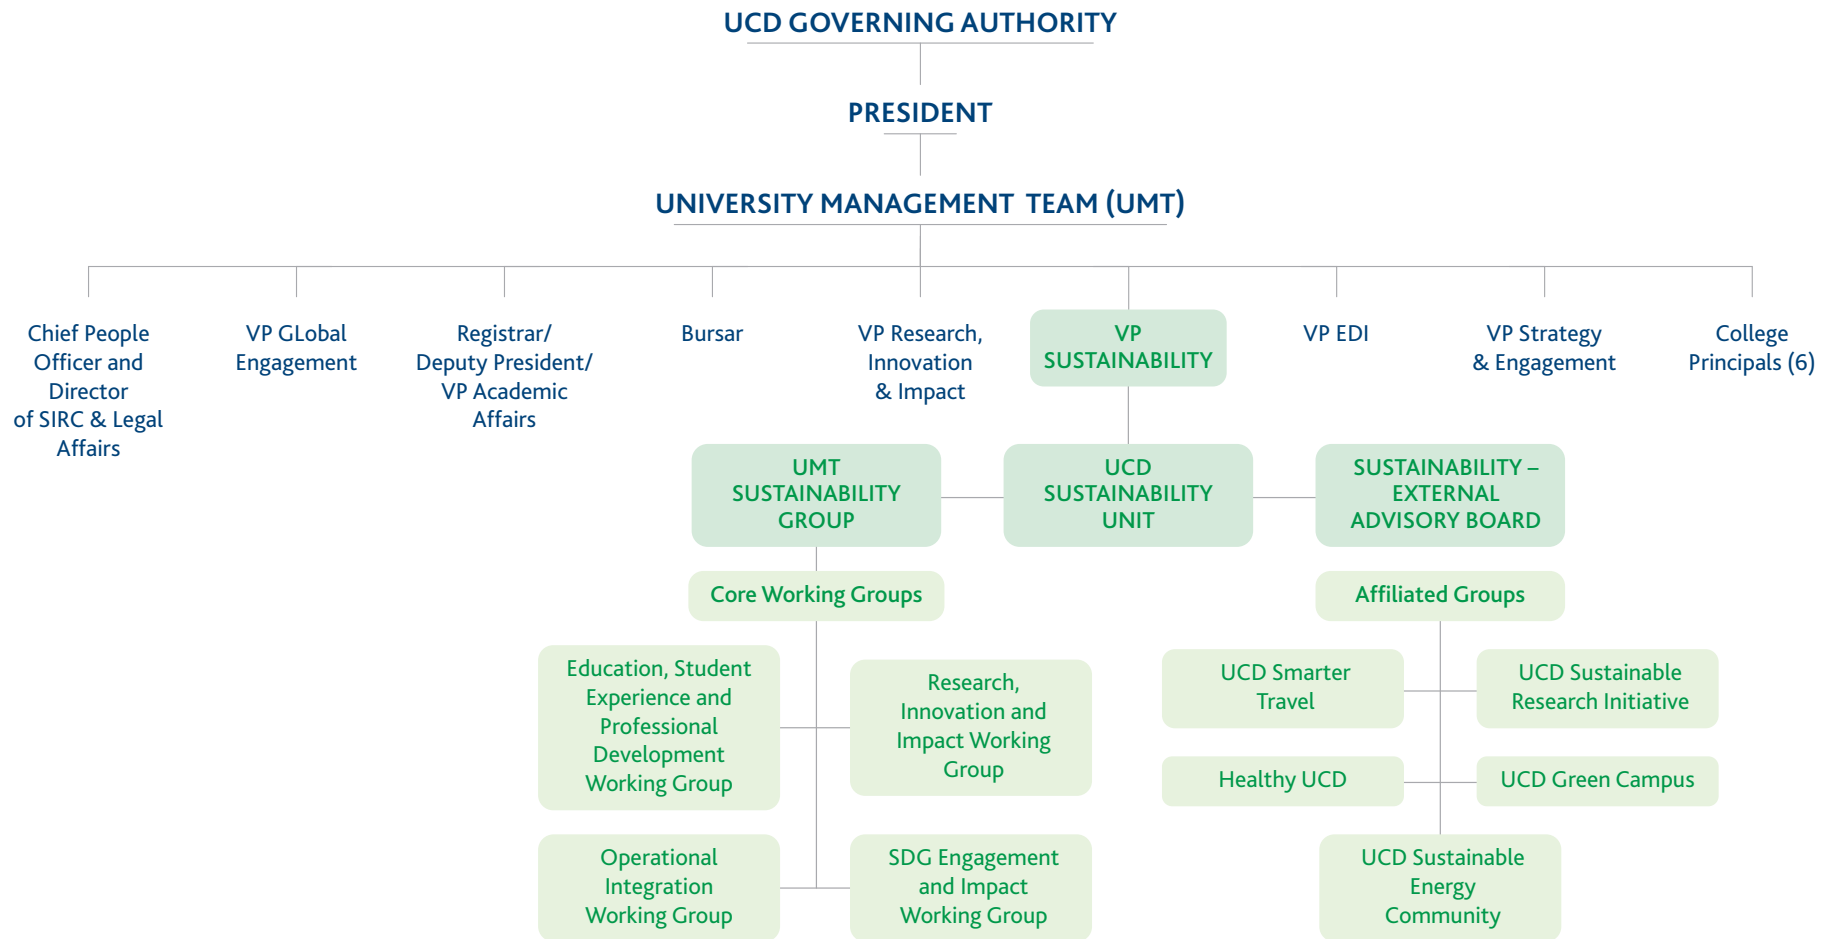 UCD GOVERNING AUTHORITY
PRESIDENT
UNIVERSITY MANAGEMENT TEAM (UMT)
Chief People
Officer and
Director
of SIRC & Legal
Affairs
VP GLobal
Engagement
Registrar/
Deputy President/
VP Academic
Affairs
Bursar
VP Research,
Innovation
& Impact
VP
SUSTAINABILITY
VP EDI
VP Strategy
& Engagement
College
Principals (6)
UMT
SUSTAINABILITY
GROUP
UCD
SUSTAINABILITY
UNIT
SUSTAINABILITY –
EXTERNAL
ADVISORY BOARD
Core Working Groups
Education, Student
Experience and
Professional
Development
Working Group
Research,
Innovation and
Impact Working
Group
Operational
Integration
Working Group
SDG Engagement
and Impact
Working Group
Affiliated Groups
UCD Smarter
Travel
UCD Sustainable
Research Initiative
Healthy UCD
UCD Green Campus
UCD Sustainable
Energy
Community